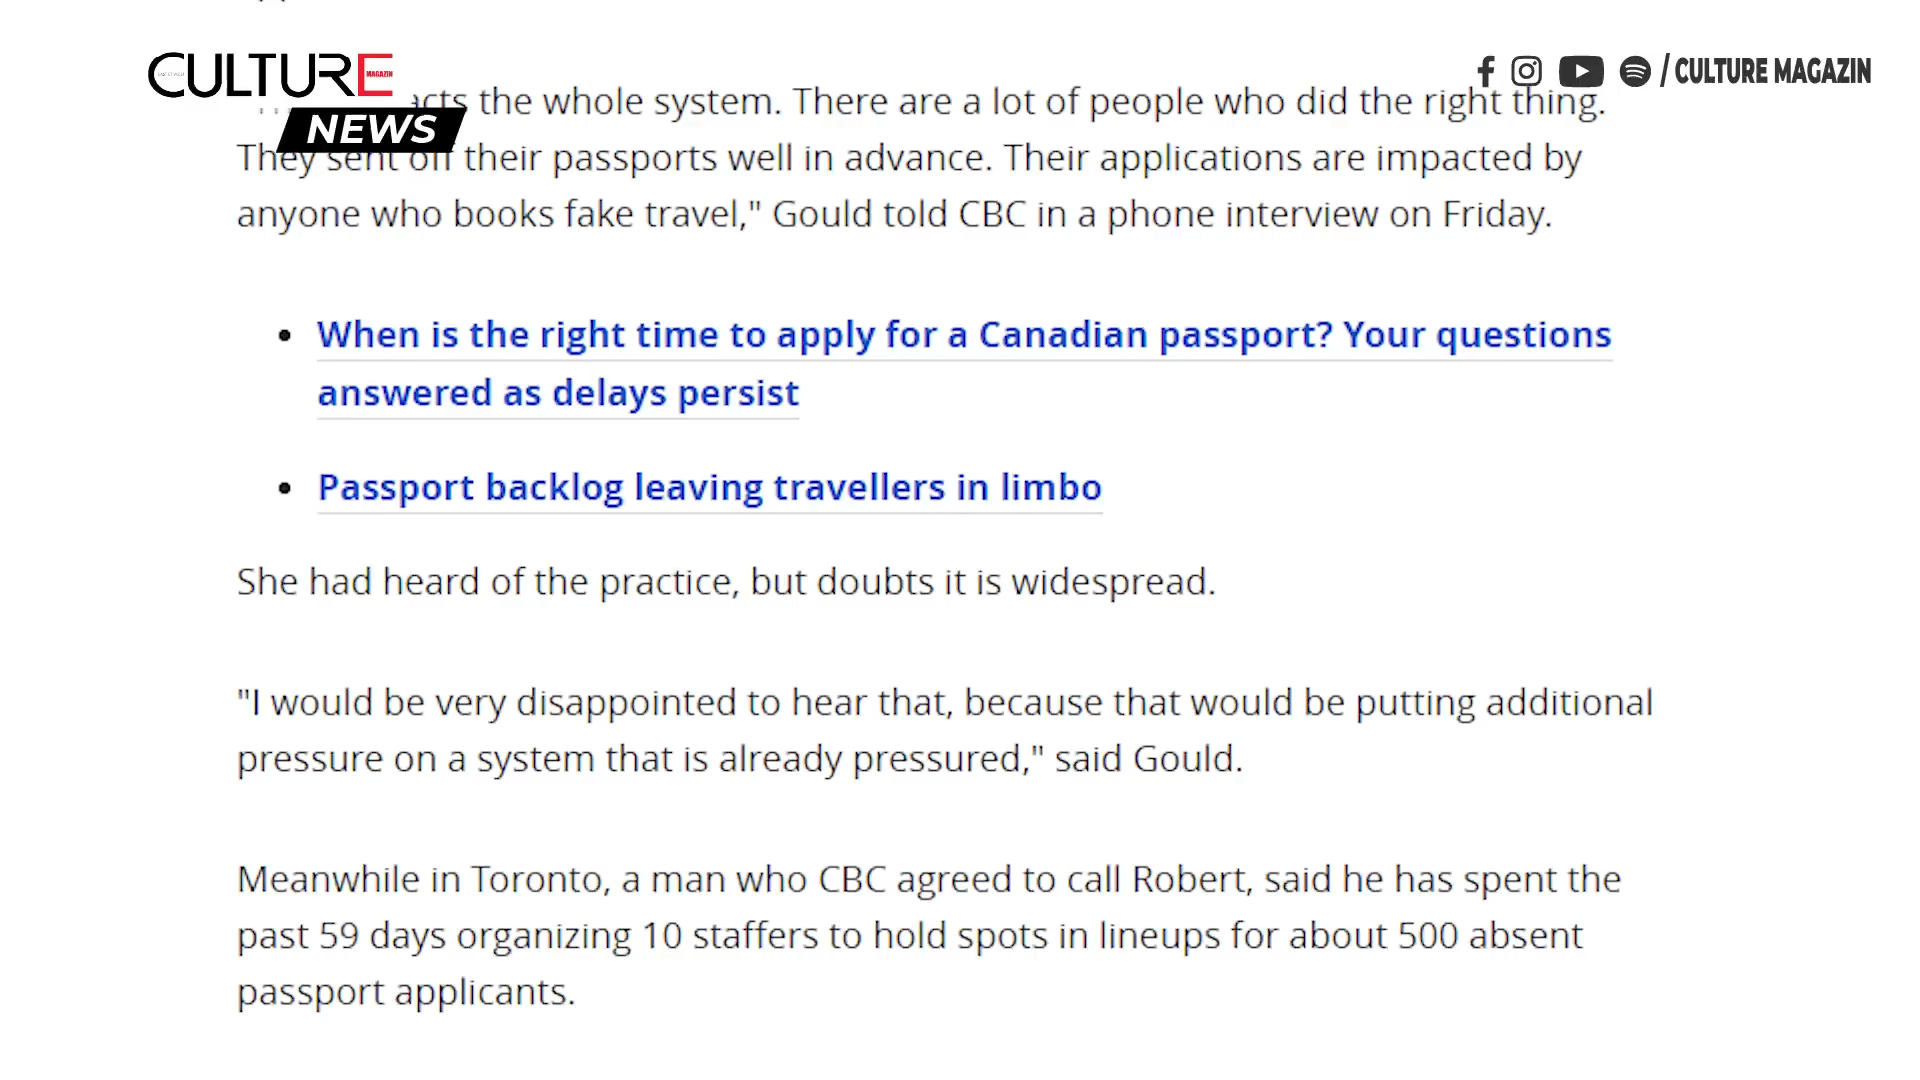 CULTURE
MAGAZIN
NEWS
/ CULTURE MAGAZIN
the whole system. There are a lot of people who did the right thing.
They sent off their passports well in advance. Their applications are impacted by
anyone who books fake travel," Gould told CBC in a phone interview on Friday.
• When is the right time to apply for a Canadian passport? Your questions
answered as delays persist
• Passport backlog leaving travellers in limbo
She had heard of the practice, but doubts it is widespread.
"I would be very disappointed to hear that, because that would be putting additional
pressure on a system that is already pressured," said Gould.
Meanwhile in Toronto, a man who CBC agreed to call Robert, said he has spent the
past 59 days organizing 10 staffers to hold spots in lineups for about 500 absent
passport applicants.